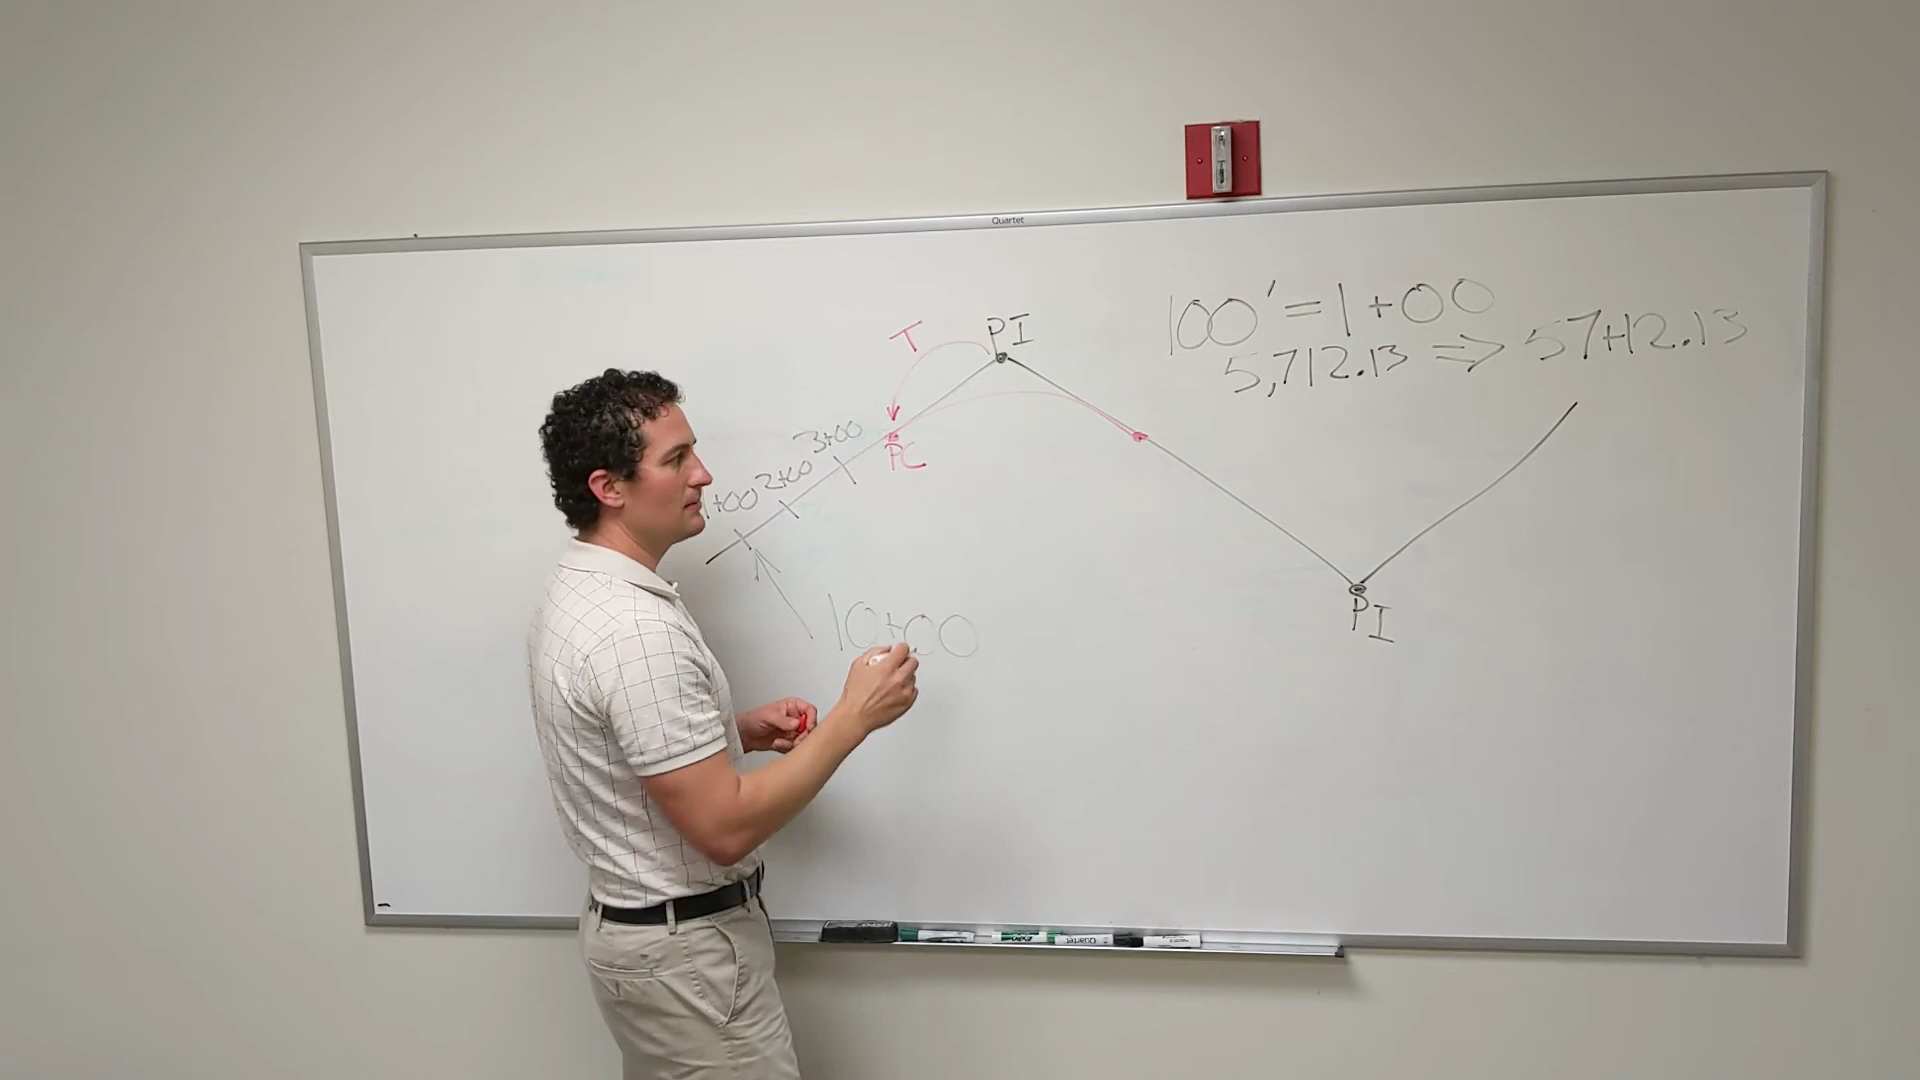 Quartet
100' = 1+00
5,712.13 => 57+12.13
T
PI
3+00
2+00
1+00
PC
10+00
PI
Quartet